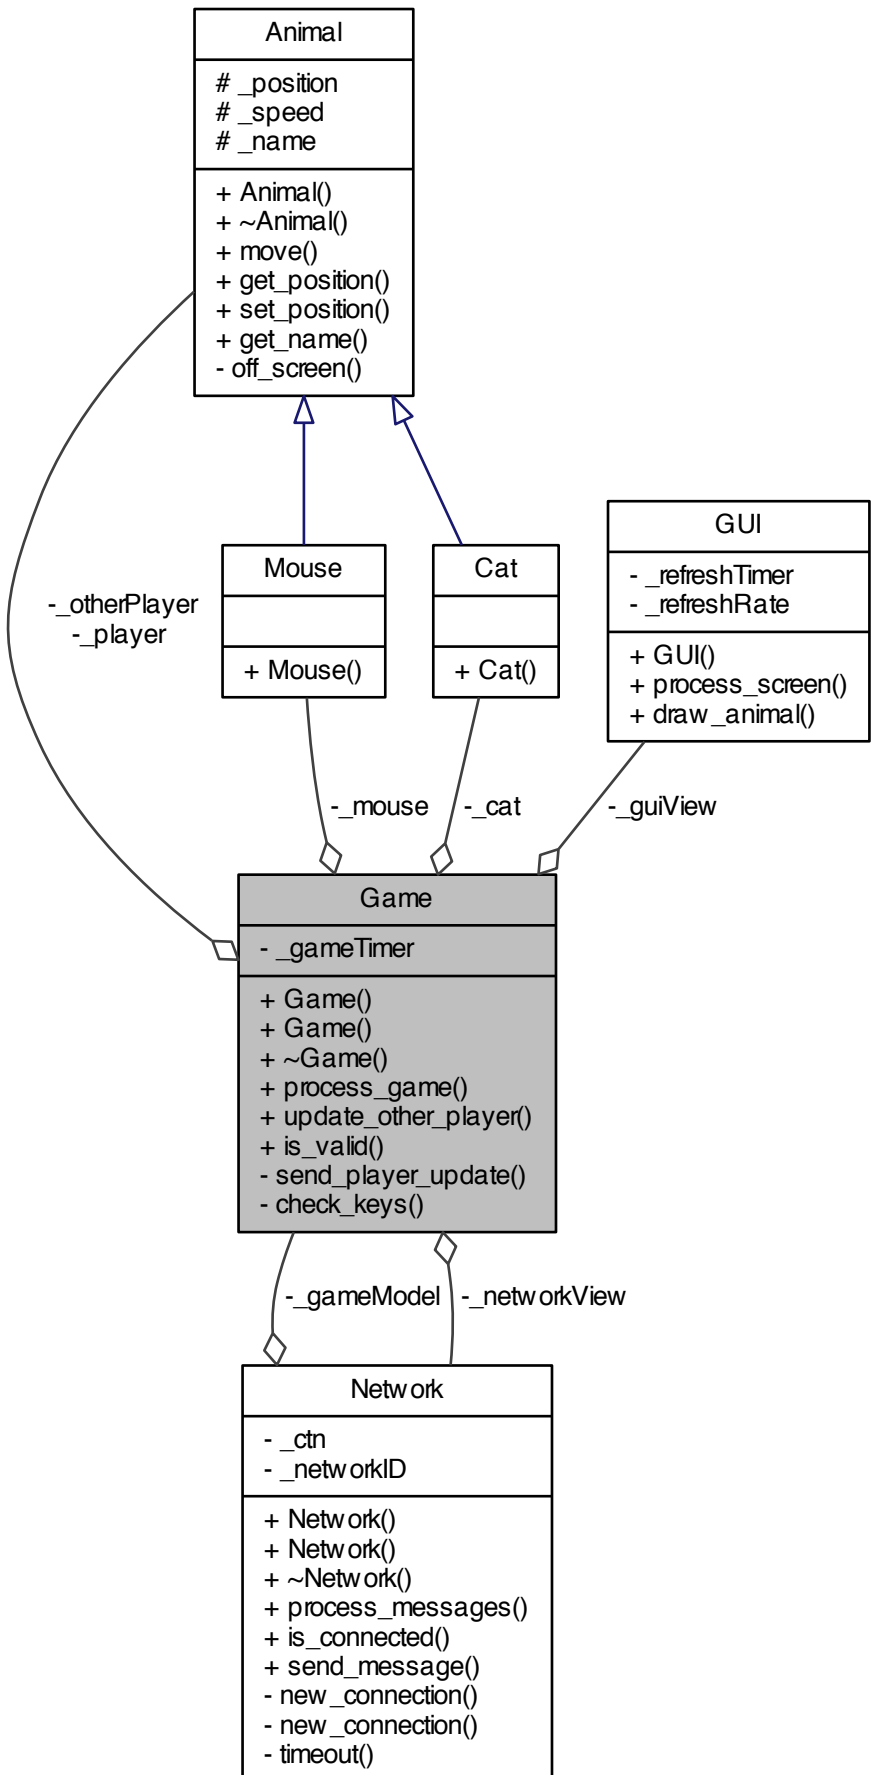 Animal
# _position
# _speed
# _name
+ Animal()
+ ~Animal()
+ move()
+ get_position()
+ set_position()
+ get_name()
- off_screen()
-_otherPlayer
-_player
Mouse
+ Mouse()
Cat
+ Cat()
GUI
- _refreshTimer
- _refreshRate
+ GUI()
+ process_screen()
+ draw_animal()
-_mouse
-_cat
-_guiView
Game
- _gameTimer
+ Game()
+ Game()
+ ~Game()
+ process_game()
+ update_other_player()
+ is_valid()
- send_player_update()
- check_keys()
-_gameModel
-_networkView
Network
- _ctn
- _networkID
+ Network()
+ Network()
+ ~Network()
+ process_messages()
+ is_connected()
+ send_message()
- new_connection()
- new_connection()
- timeout()